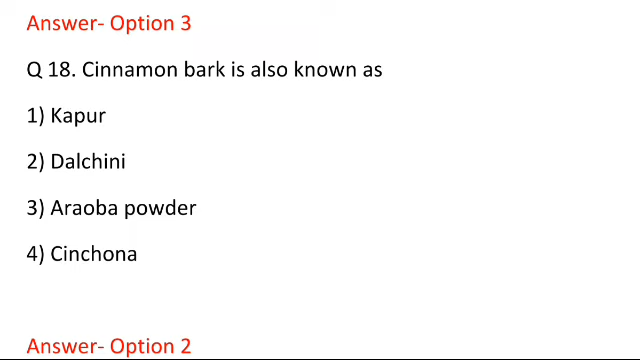 Answer- Option 3
Q 18. Cinnamon bark is also known as
1) Kapur
2) Dalchini
3) Araoba powder
4) Cinchona
Answer- Option 2